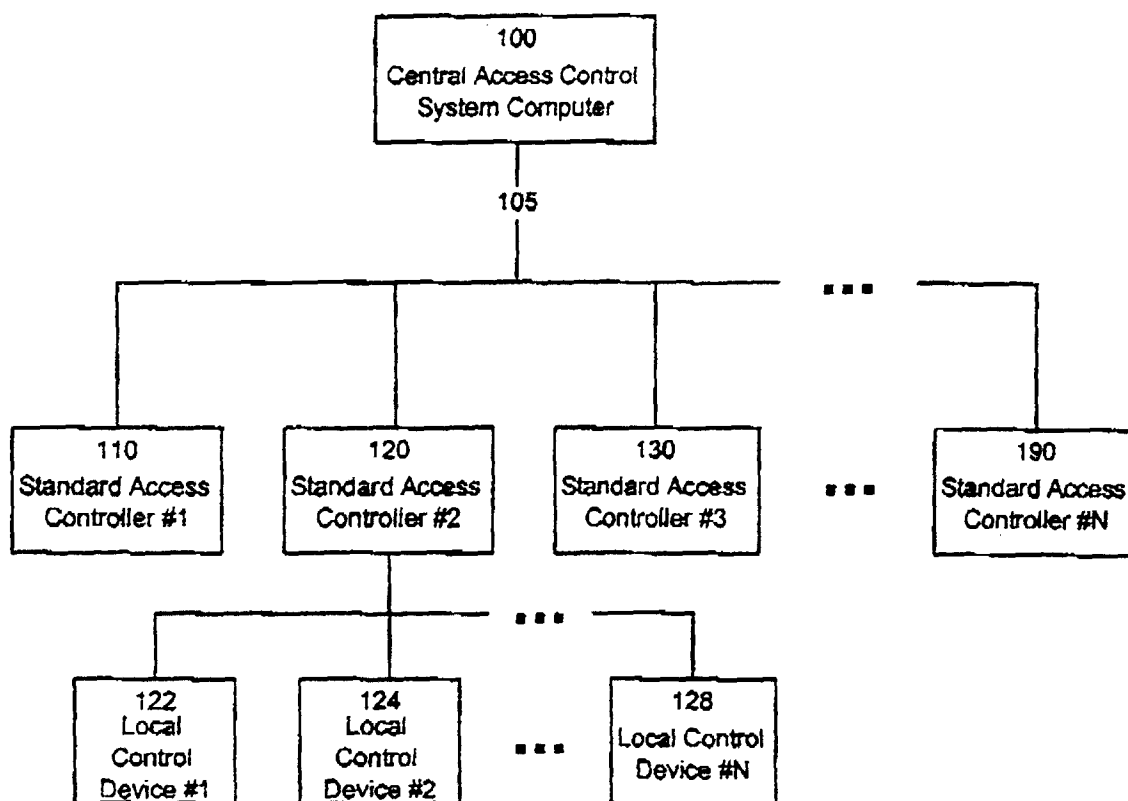 100
Central Access Control
System Computer
105
110
Standard Access
Controller #1
120
Standard Access
Controller #2
130
Standard Access
Controller #3
190
Standard Access
Controller #N
122
Local
Control
Device #1
124
Local
Control
Device #2
128
Local Control
Device #N